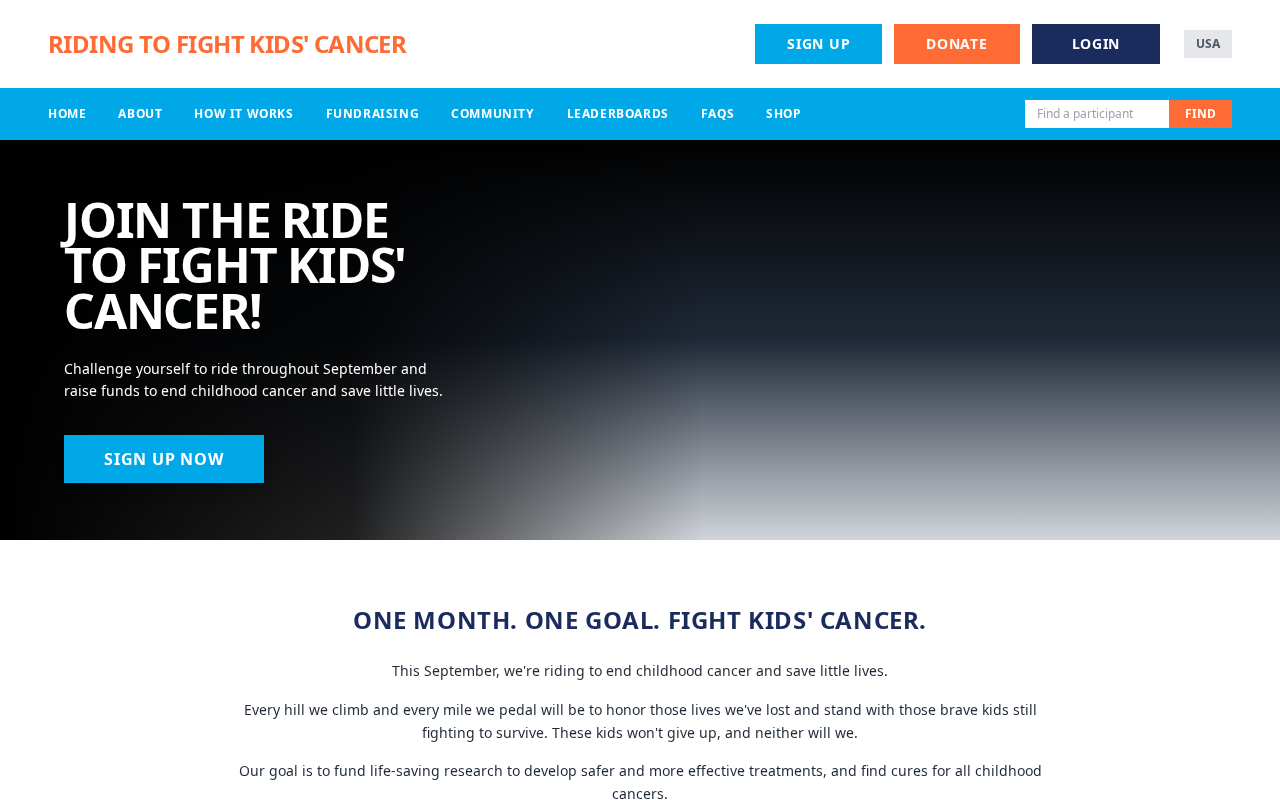 RIDING TO FIGHT KIDS' CANCER
SIGN UP
DONATE
LOGIN
USA
HOME
ABOUT
HOW IT WORKS
FUNDRAISING
COMMUNITY
LEADERBOARDS
FAQS
SHOP
Find a participant
FIND
JOIN THE RIDE
TO FIGHT KIDS'
CANCER!
Challenge yourself to ride throughout September and
raise funds to end childhood cancer and save little lives.
SIGN UP NOW
ONE MONTH. ONE GOAL. FIGHT KIDS' CANCER.
This September, we're riding to end childhood cancer and save little lives.
Every hill we climb and every mile we pedal will be to honor those lives we've lost and stand with those brave kids still
fighting to survive. These kids won't give up, and neither will we.
Our goal is to fund life-saving research to develop safer and more effective treatments, and find cures for all childhood
cancers.